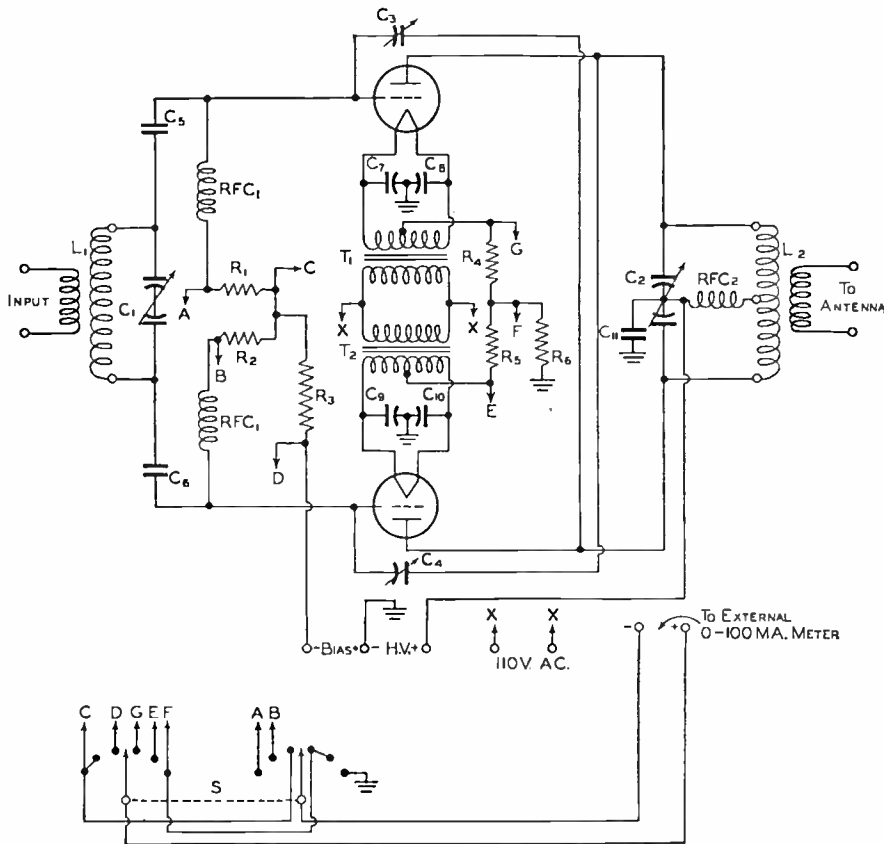 C3
C5
RFC1
C7
C8
L1
R1
C
G
T1
R4
C2
RFC2
L2
INPUT
C1
A
X
X
F
TO
ANTENNA
C11
R2
T2
R5
R6
B
R3
C9
C10
E
RFC1
D
C6
C4
-BIAS+
- H.V.+
X
X
110V. AC.
-
+
TO EXTERNAL
0-100 MA. METER
C
D
G
E
F
A
B
S